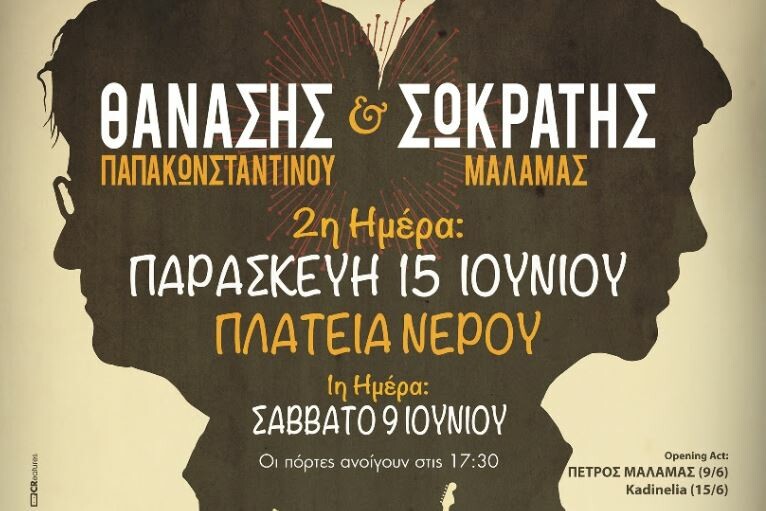 ΘΑΝΑΣΗΣ & ΣΩΚΡΑΤΗΣ
ΠΑΠΑΚΩΝΣΤΑΝΤΙΝΟΥ ΜΑΛΑΜΑΣ
2η Ημέρα:
ΠΑΡΑΣΚΕΥΗ 15 ΙΟΥΝΙΟΥ
ΠΛΑΤΕΙΑ ΝΕΡΟΥ
1η Ημέρα:
ΣΑΒΒΑΤΟ 9 ΙΟΥΝΙΟΥ
Οι πόρτες ανοίγουν στις 17:30
Opening Act:
ΠΕΤΡΟΣ ΜΑΛΑΜΑΣ (9/6)
Kadinelia (15/6)
CReatures